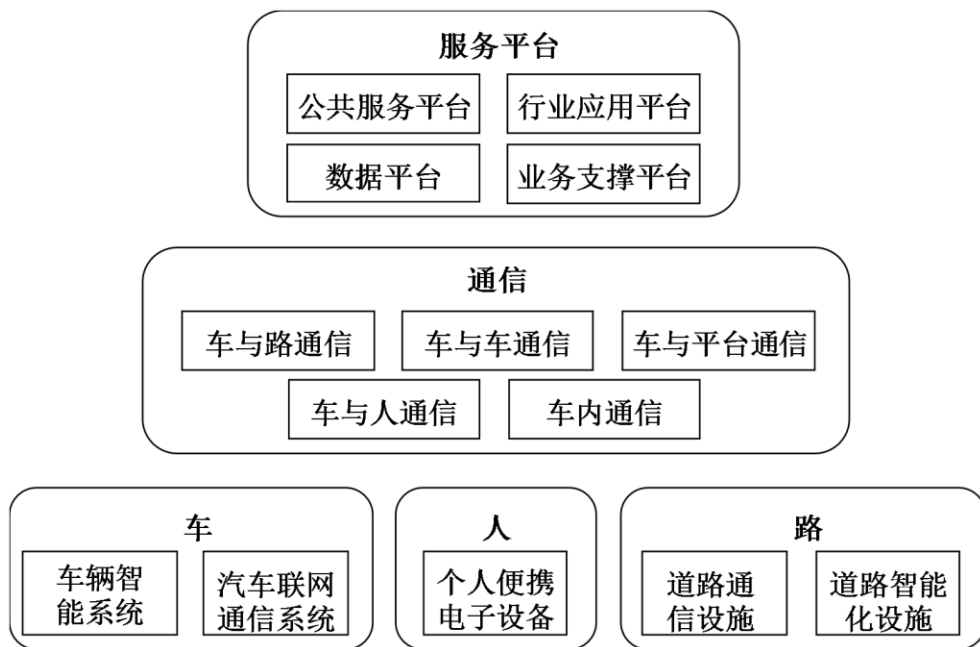 服务平台
公共服务平台
行业应用平台
数据平台
业务支撑平台
通信
车与路通信
车与车通信
车与平台通信
车与人通信
车内通信
车
车辆智
能系统
汽车联网
通信系统
人
个人便携
电子设备
路
道路通
信设施
道路智能
化设施